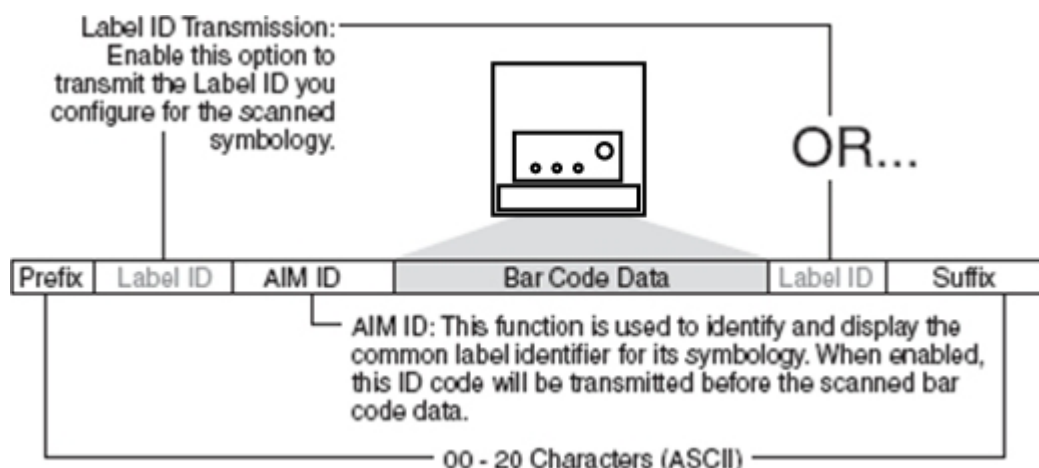 Label ID Transmission:
Enable this option to
transmit the Label ID you
configure for the scanned
symbology.
OR...
Prefix Label ID AIM ID Bar Code Data Label ID Suffix
AIM ID: This function is used to identify and display the
common label identifier for its symbology. When enabled,
this ID code will be transmitted before the scanned bar
code data.
00 - 20 Characters (ASCII)